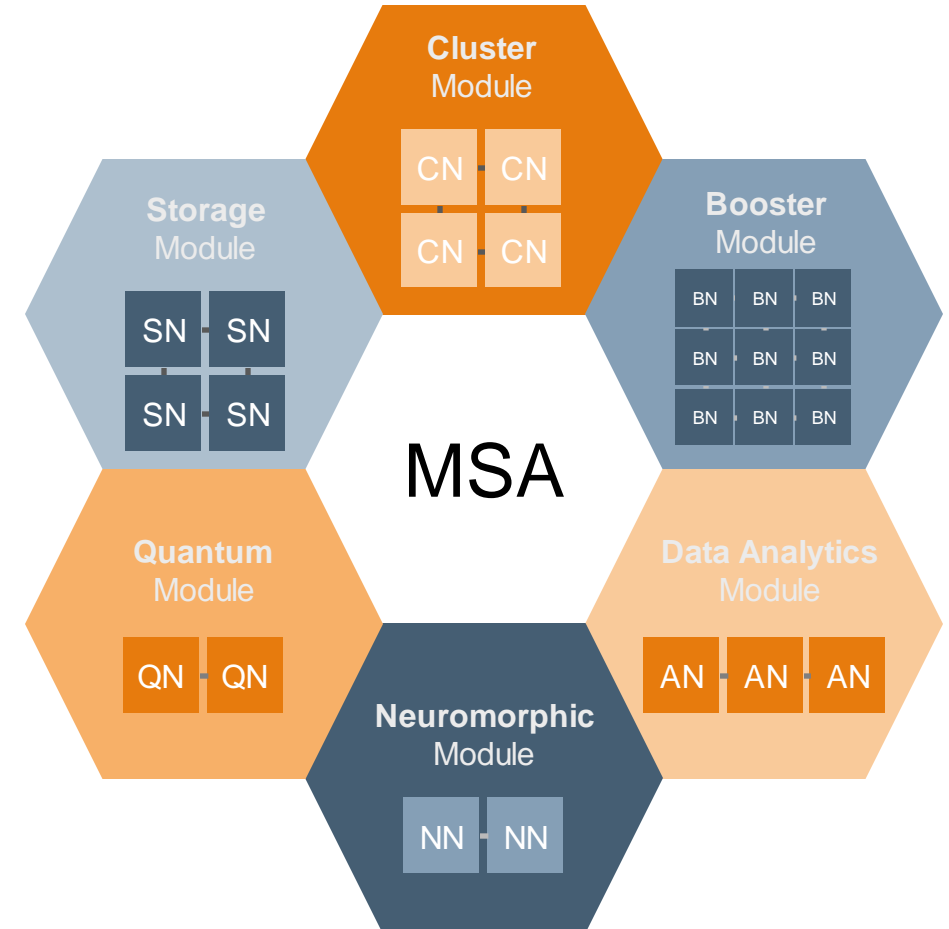 Cluster
Module
CN CN
CN CN
Storage
Module
SN SN
SN SN
Booster
Module
BN BN BN
BN BN BN
BN BN BN
MSA
Quantum
Module
QN QN
Data Analytics
Module
AN AN AN
Neuromorphic
Module
NN NN